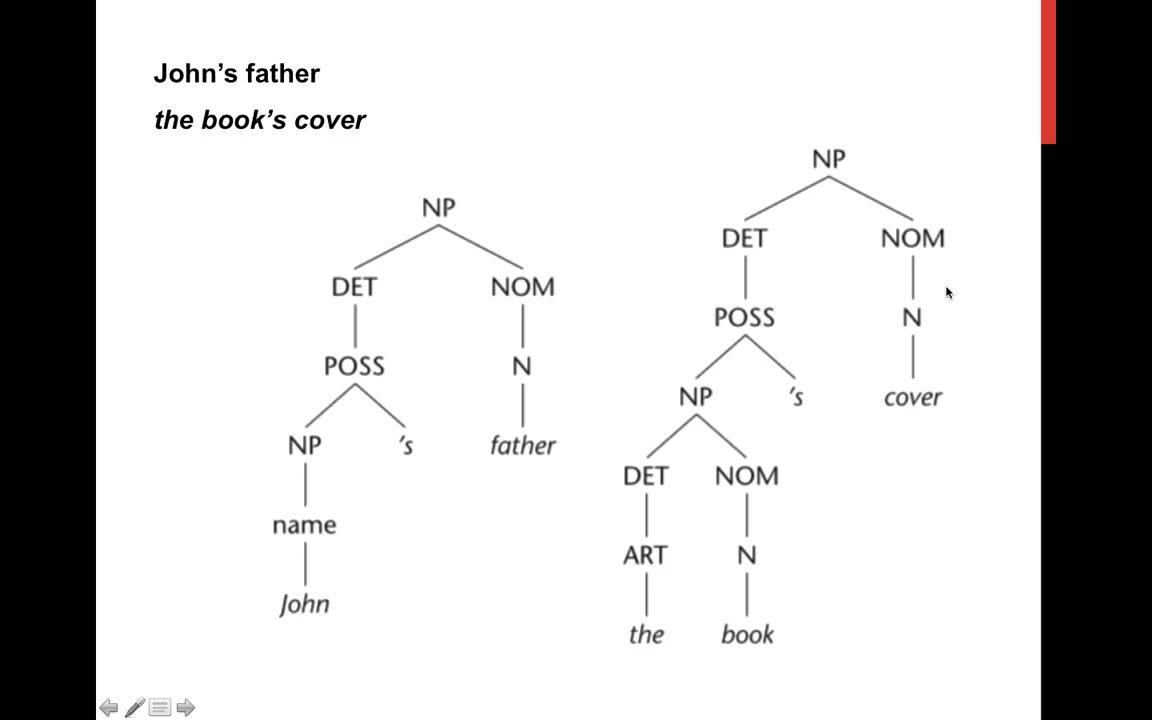 John’s father
the book’s cover
NP
DET NOM
POSS N
NP ’s father
name
John
NP
DET NOM
POSS N
NP ’s cover
DET NOM
ART N
the book